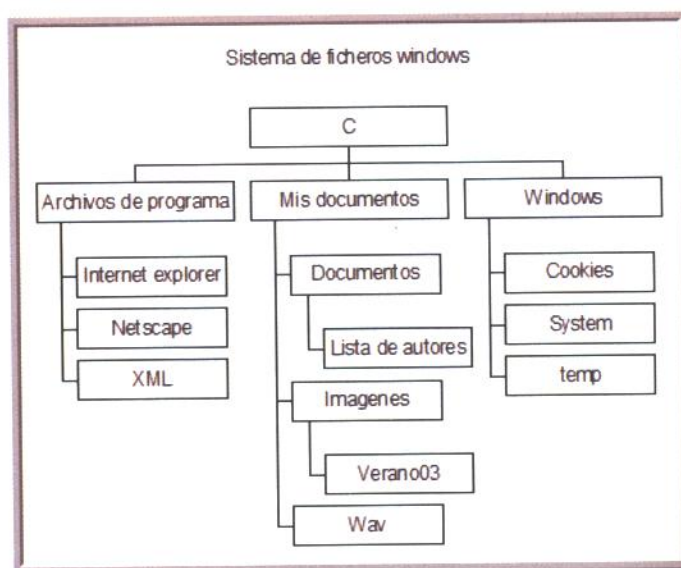 Sistema de ficheros windows
C
Archivos de programa
Internet explorer
Netscape
XML
Mis documentos
Documentos
Lista de autores
Imagenes
Verano03
Wav
Windows
Cookies
System
temp